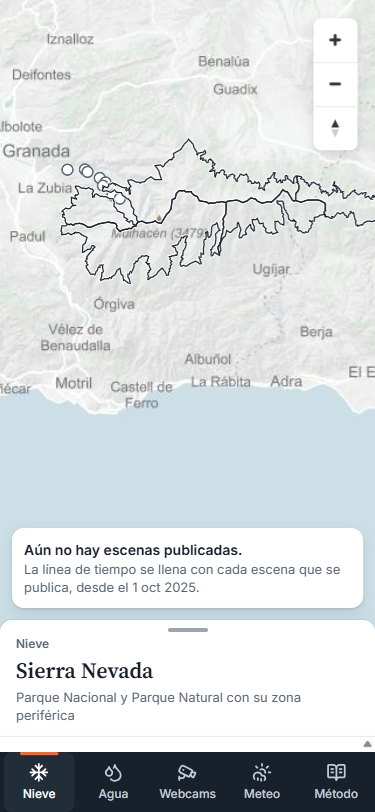 Iznalloz
Benalúa
Deifontes
Guadix
lbolote
Granada
La Zubia
Padul
Mulhacén (3479
Ugíjar
Órgiva
Vélez de
Benaudalla
Berja
Albuñol
El E
ñécar
Motril
Castell de
Ferro
La Rábita
Adra
Aún no hay escenas publicadas.
La línea de tiempo se llena con cada escena que se
publica, desde el 1 oct 2025.
Nieve
Sierra Nevada
Parque Nacional y Parque Natural con su zona
periférica
Nieve
Agua
Webcams
Meteo
Método